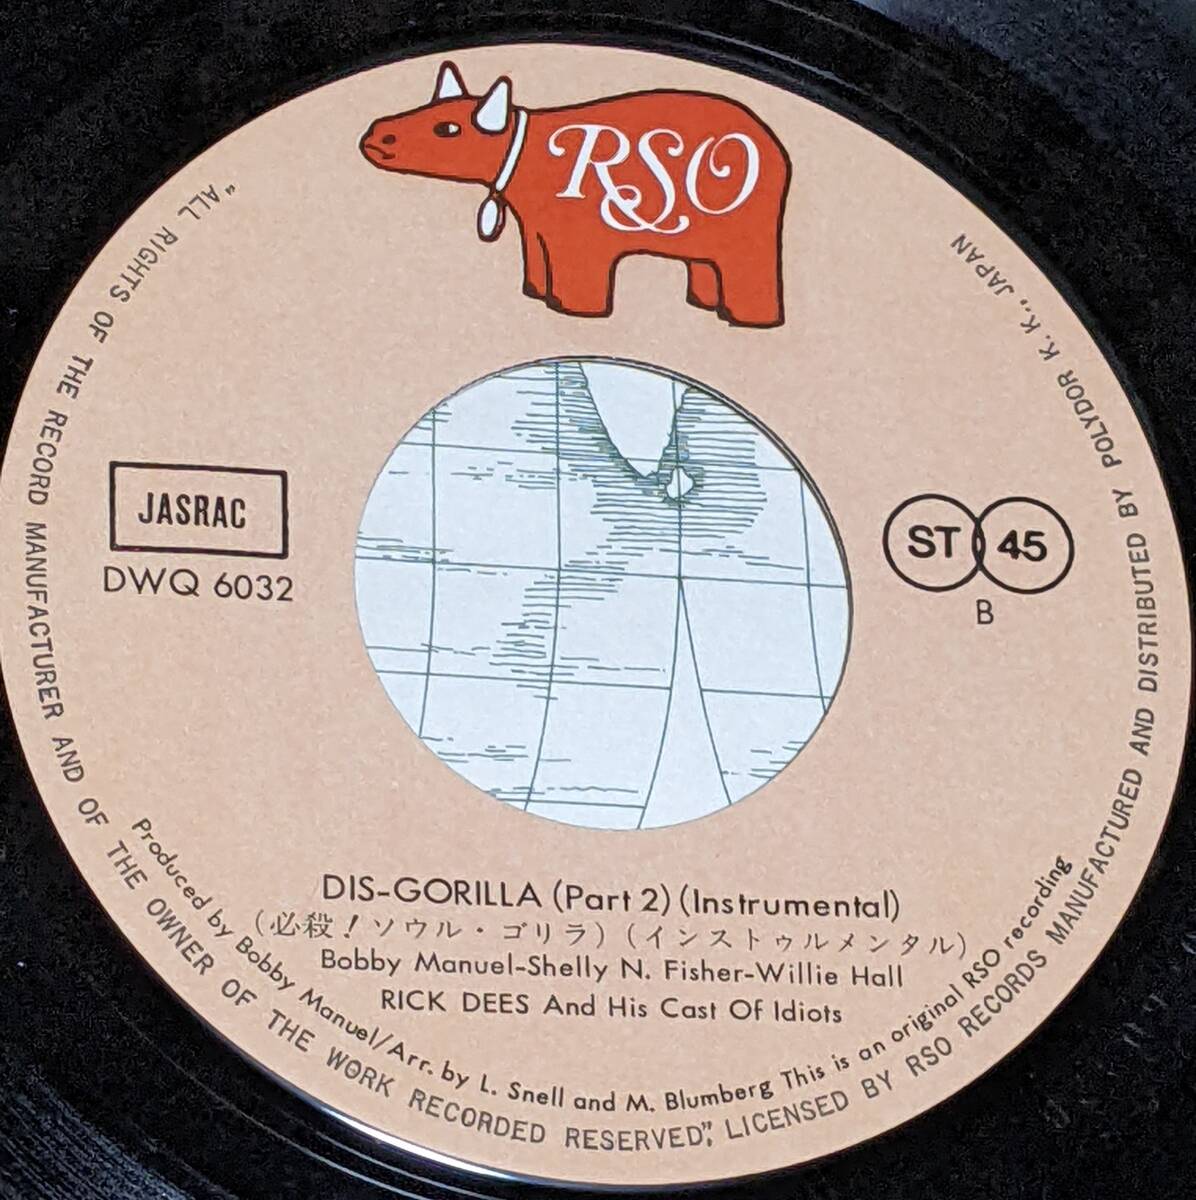 RSO
JASRAC
DWQ 6032
ST 45
B
DIS-GORILLA (Part 2) (Instrumental)
(必殺！ソウル・ゴリラ) (インストゥルメンタル)
Bobby Manuel-Shelly N. Fisher-Willie Hall
RICK DEES And His Cast Of Idiots
Produced by Bobby Manuel/Arr. by L. Snell and M. Blumberg This is an original RSO recording
"ALL RIGHTS OF THE RECORD MANUFACTURER AND OF THE OWNER OF THE WORK RECORDED RESERVED", LICENSED BY RSO RECORDS MANUFACTURED AND DISTRIBUTED BY POLYDOR K. K., JAPAN